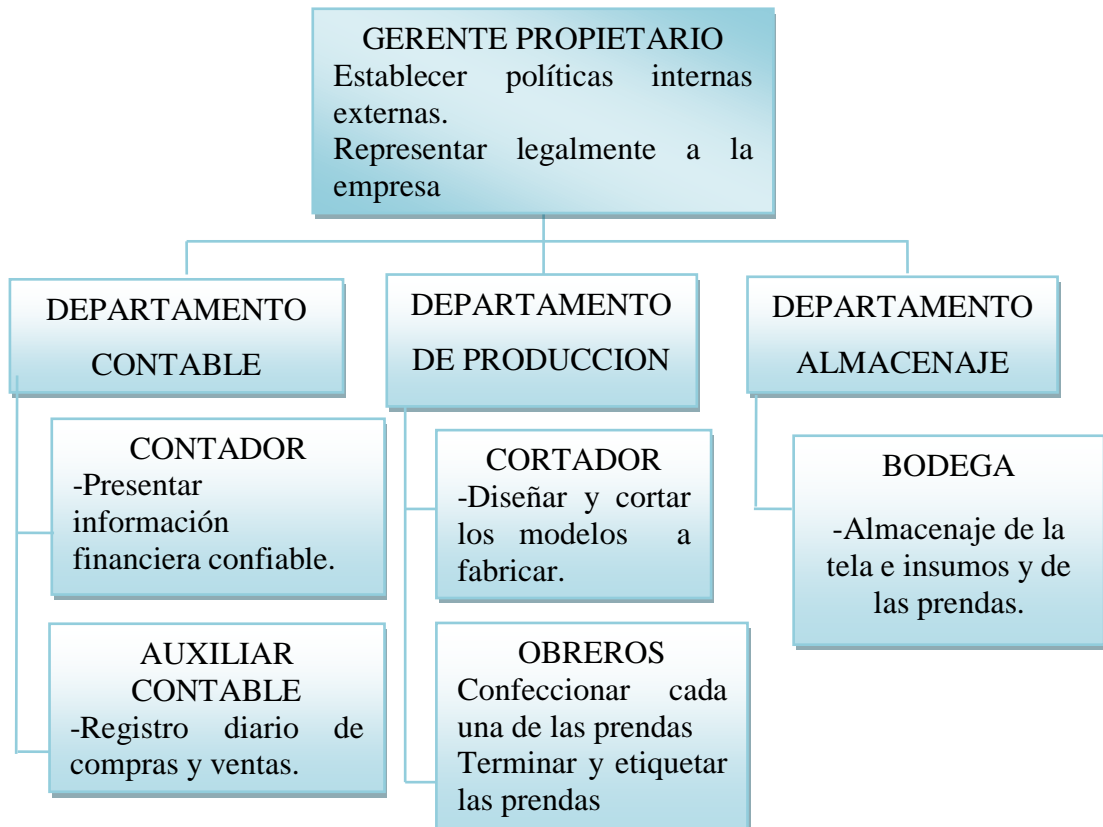 GERENTE PROPIETARIO
Establecer políticas internas
externas.
Representar legalmente a la
empresa
DEPARTAMENTO
CONTABLE
DEPARTAMENTO
DE PRODUCCION
DEPARTAMENTO
ALMACENAJE
CONTADOR
-Presentar
información
financiera confiable.
CORTADOR
-Diseñar y cortar
los modelos a
fabricar.
BODEGA
-Almacenaje de la
tela e insumos y de
las prendas.
AUXILIAR
CONTABLE
-Registro diario de
compras y ventas.
OBREROS
Confeccionar cada
una de las prendas
Terminar y etiquetar
las prendas